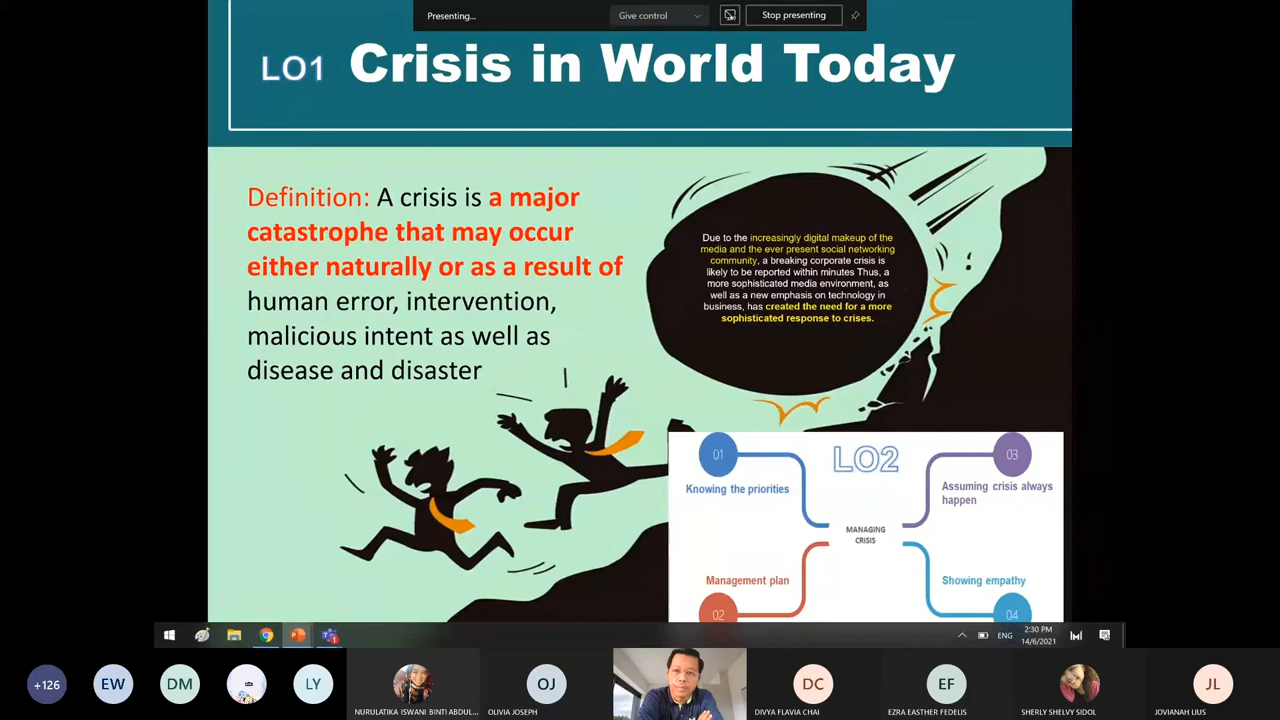 Presenting...
Give control
Stop presenting
LO1 Crisis in World Today
Definition: A crisis is a major
catastrophe that may occur
either naturally or as a result of
human error, intervention,
malicious intent as well as
disease and disaster
Due to the increasingly digital makeup of the
media and the ever present social networking
community, a breaking corporate crisis is
likely to be reported within minutes Thus, a
more sophisticated media environment, as
well as a new emphasis on technology in
business, has created the need for a more
sophisticated response to crises.
LO2
01
Knowing the priorities
03
Assuming crisis always
happen
MANAGING
CRISIS
Management plan
02
Showing empathy
04
ENG
2:30 PM
14/6/2021
+126
EW
DM
LY
NURULATIKA ISWANI BINTI ABDUL...
OJ
OLIVIA JOSEPH
DC
DIVYA FLAVIA CHAI
EF
EZRA EASTHER FEDELIS
SHERLY SHELVY SIDOL
JL
JOVIANAH LIUS